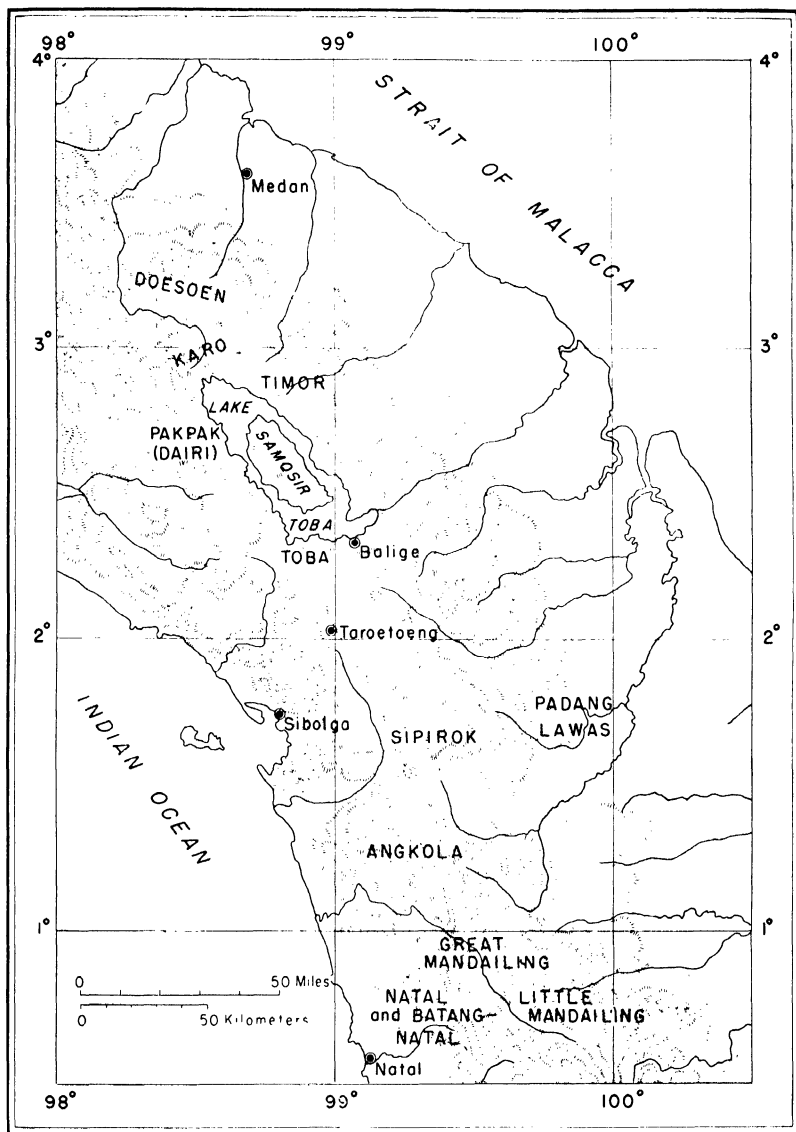 98° 99° 100°
4° 4°
STRAIT OF MALACCA
Medan
DOESOEN
3° 3°
KARO
TIMOR
LAKE
PAKPAK
(DAIRI)
SAMOSIR
TOBA
TOBA
Balige
2° 2°
Taroetoeng
INDIAN OCEAN
PADANG
LAWAS
Sibolga
SIPIROK
ANGKOLA
1° 1°
GREAT
MANDAILING
0 50 Miles
0 50 Kilometers
NATAL
and BATANG-
NATAL
LITTLE
MANDAILING
Natal
98° 99° 100°